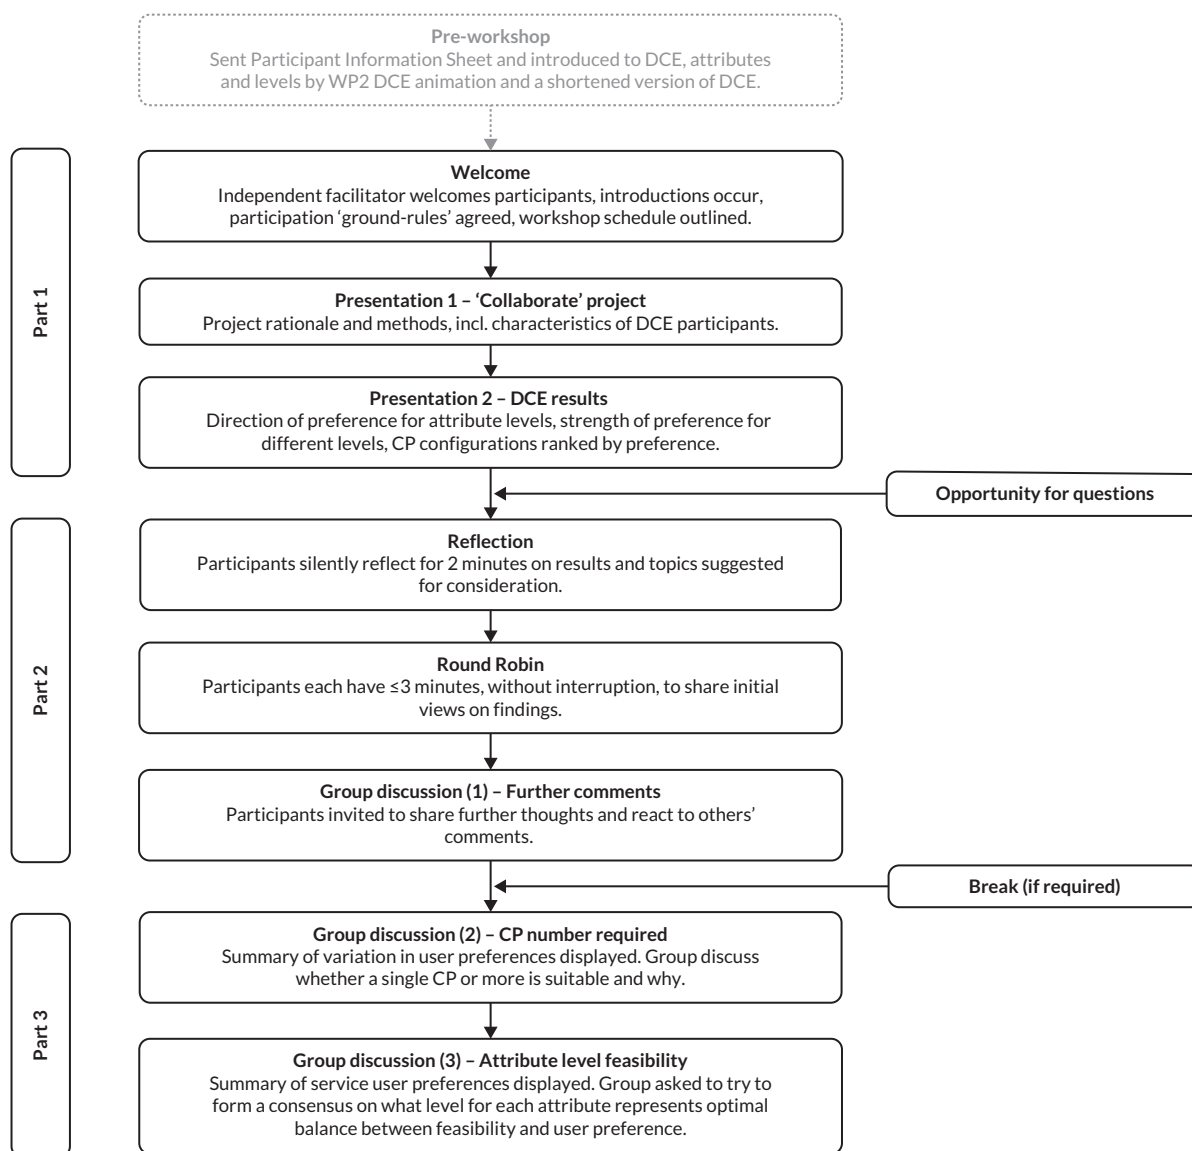 Pre-workshop
Sent Participant Information Sheet and introduced to DCE, attributes
and levels by WP2 DCE animation and a shortened version of DCE.
Part 1
Welcome
Independent facilitator welcomes participants, introductions occur,
participation ‘ground-rules’ agreed, workshop schedule outlined.
Presentation 1 – ‘Collaborate’ project
Project rationale and methods, incl. characteristics of DCE participants.
Presentation 2 – DCE results
Direction of preference for attribute levels, strength of preference for
different levels, CP configurations ranked by preference.
Opportunity for questions
Part 2
Reflection
Participants silently reflect for 2 minutes on results and topics suggested
for consideration.
Round Robin
Participants each have ≤3 minutes, without interruption, to share initial
views on findings.
Group discussion (1) – Further comments
Participants invited to share further thoughts and react to others’
comments.
Break (if required)
Part 3
Group discussion (2) – CP number required
Summary of variation in user preferences displayed. Group discuss
whether a single CP or more is suitable and why.
Group discussion (3) – Attribute level feasibility
Summary of service user preferences displayed. Group asked to try to
form a consensus on what level for each attribute represents optimal
balance between feasibility and user preference.